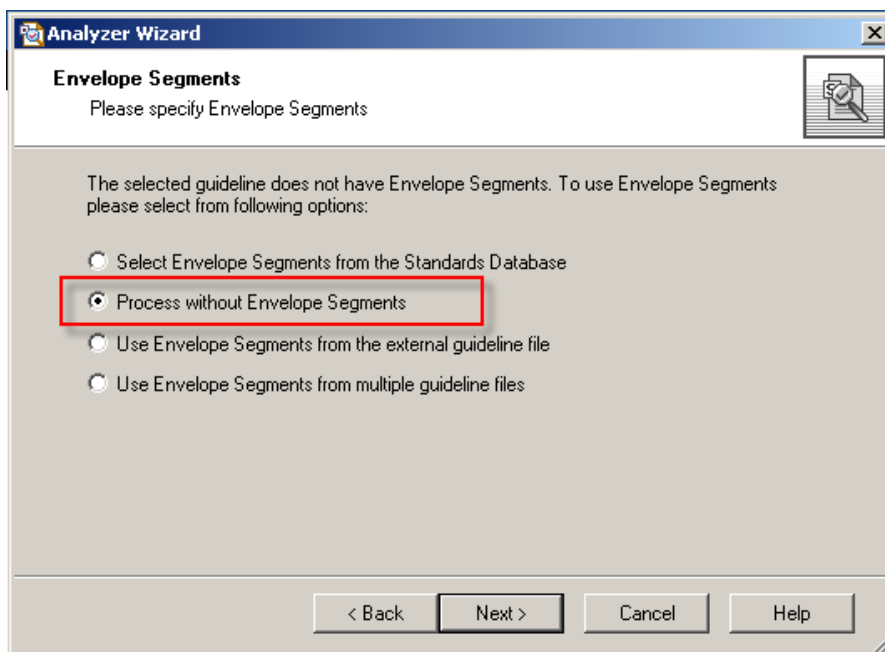 Analyzer Wizard
Envelope Segments
Please specify Envelope Segments
The selected guideline does not have Envelope Segments. To use Envelope Segments
please select from following options:
Select Envelope Segments from the Standards Database
Process without Envelope Segments
Use Envelope Segments from the external guideline file
Use Envelope Segments from multiple guideline files
< Back Next > Cancel Help